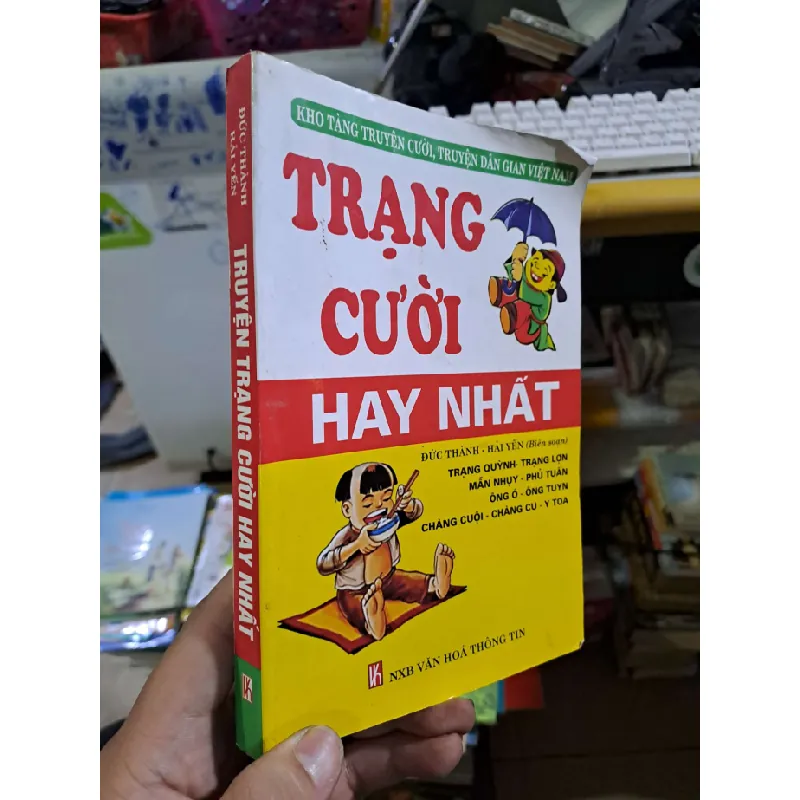 KHO TÀNG TRUYỆN CƯỜI, TRUYỆN DÂN GIAN VIỆT NAM
TRẠNG
CƯỜI
HAY NHẤT
ĐỨC THÀNH - HẢI YẾN (Biên soạn)
TRẠNG QUỲNH- TRẠNG LỢN
MẪN NHỤY - PHỦ TUẤN
ÔNG Ó - ÔNG TUYN
CHÀNG CUỘI - CHÀNG CU - Y TOA
NXB VĂN HOÁ THÔNG TIN
ĐỨC THÀNH
HẢI YẾN
TRUYỆN TRẠNG CƯỜI HAY NHẤT